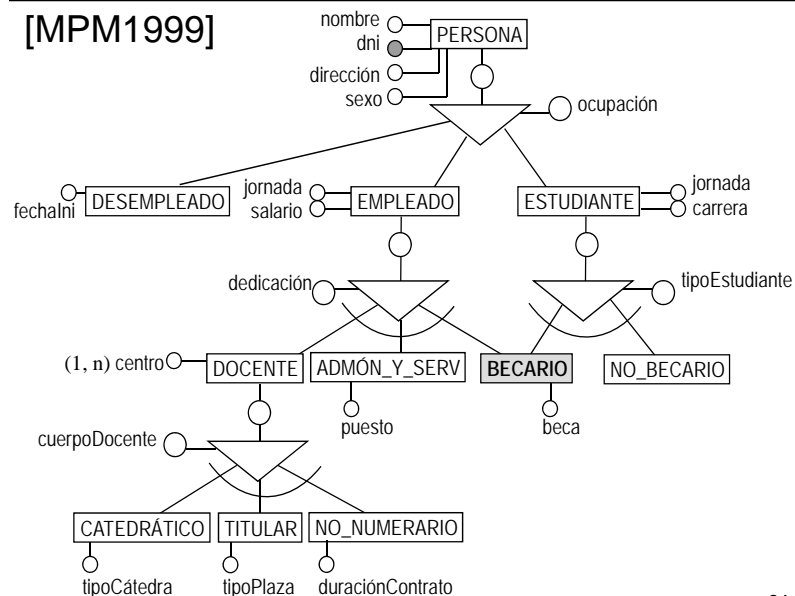 [MPM1999]
nombre
dni
dirección
sexo
PERSONA
ocupación
fechaIni
DESEMPLEADO
jornada
salario
EMPLEADO
ESTUDIANTE
jornada
carrera
dedicación
tipoEstudiante
(1, n) centro
DOCENTE
ADMÓN_Y_SERV
BECARIO
NO_BECARIO
puesto
beca
cuerpoDocente
CATEDRÁTICO
TITULAR
NO_NUMERARIO
tipoCátedra
tipoPlaza
duraciónContrato